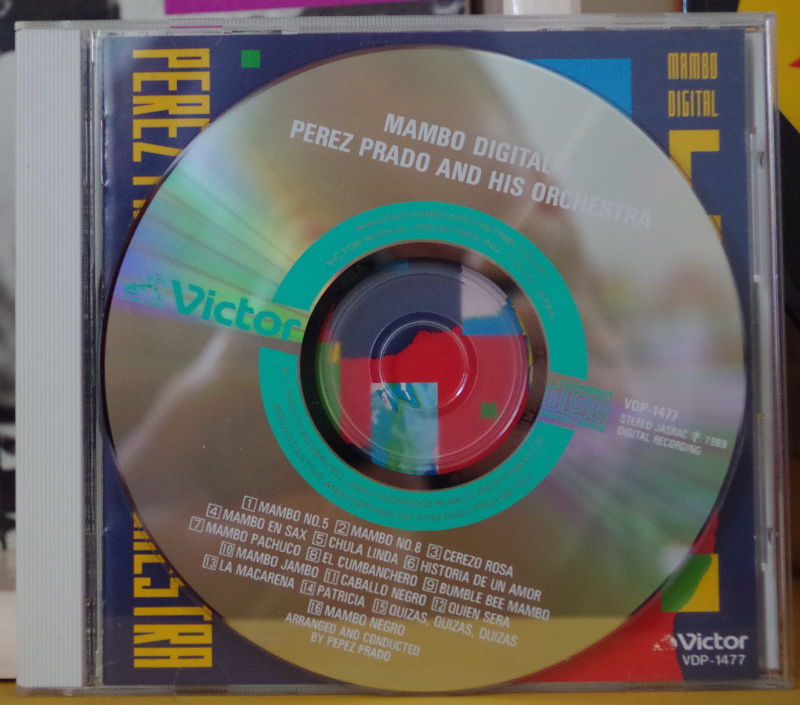 PEREZ
MAMBO
DIGITAL
MAMBO DIGITAL
PEREZ PRADO AND HIS ORCHESTRA
Victor
VDP-1477
STEREO JASRAC Ⓟ 1989
DIGITAL RECORDING
1 MAMBO NO.5 2 MAMBO NO.8 3 CEREZO ROSA
4 MAMBO EN SAX 5 CHULA LINDA 6 HISTORIA DE UN AMOR
7 MAMBO PACHUCO 8 EL CUMBANCHERO 9 BUMBLE BEE MAMBO
10 MAMBO JAMBO 11 CABALLO NEGRO 12 QUIEN SERA
13 LA MACARENA 14 PATRICIA 15 QUIZAS, QUIZAS, QUIZAS
16 MAMBO NEGRO
ARRANGED AND CONDUCTED
BY PEPEZ PRADO
Victor
VDP-1477